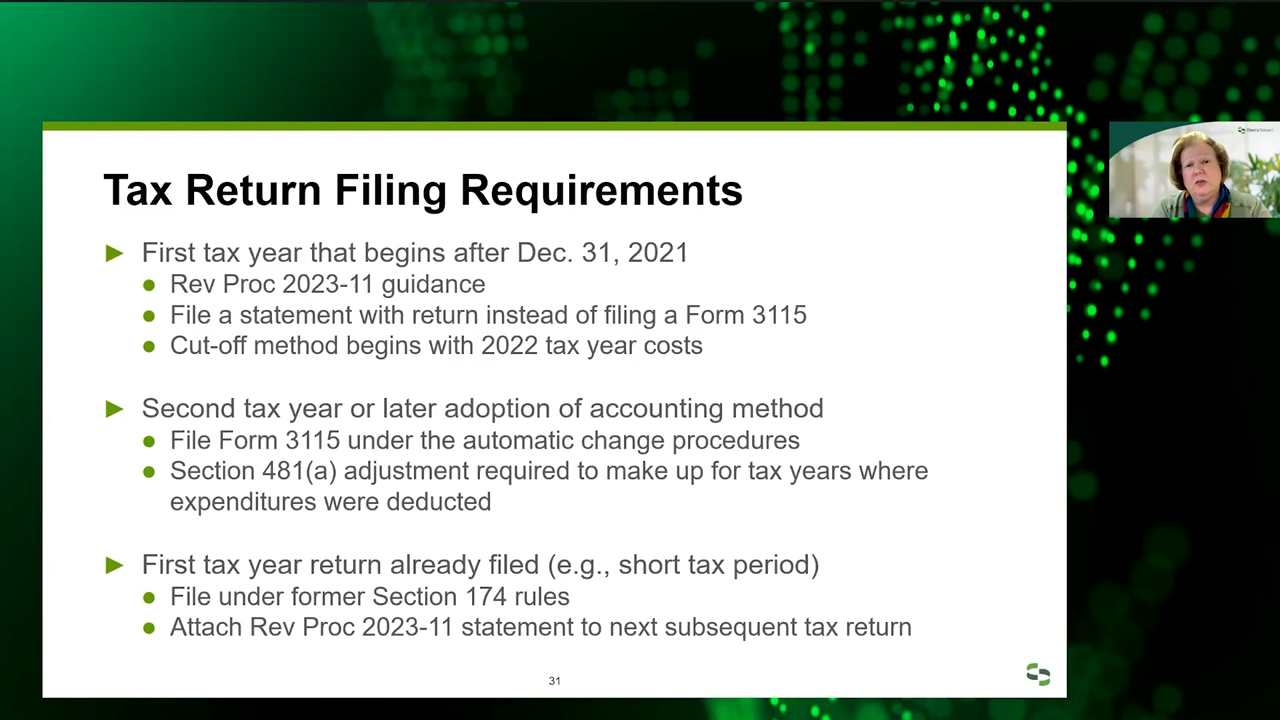 Tax Return Filing Requirements
► First tax year that begins after Dec. 31, 2021
● Rev Proc 2023-11 guidance
● File a statement with return instead of filing a Form 3115
● Cut-off method begins with 2022 tax year costs
► Second tax year or later adoption of accounting method
● File Form 3115 under the automatic change procedures
● Section 481(a) adjustment required to make up for tax years where
expenditures were deducted
► First tax year return already filed (e.g., short tax period)
● File under former Section 174 rules
● Attach Rev Proc 2023-11 statement to next subsequent tax return
31